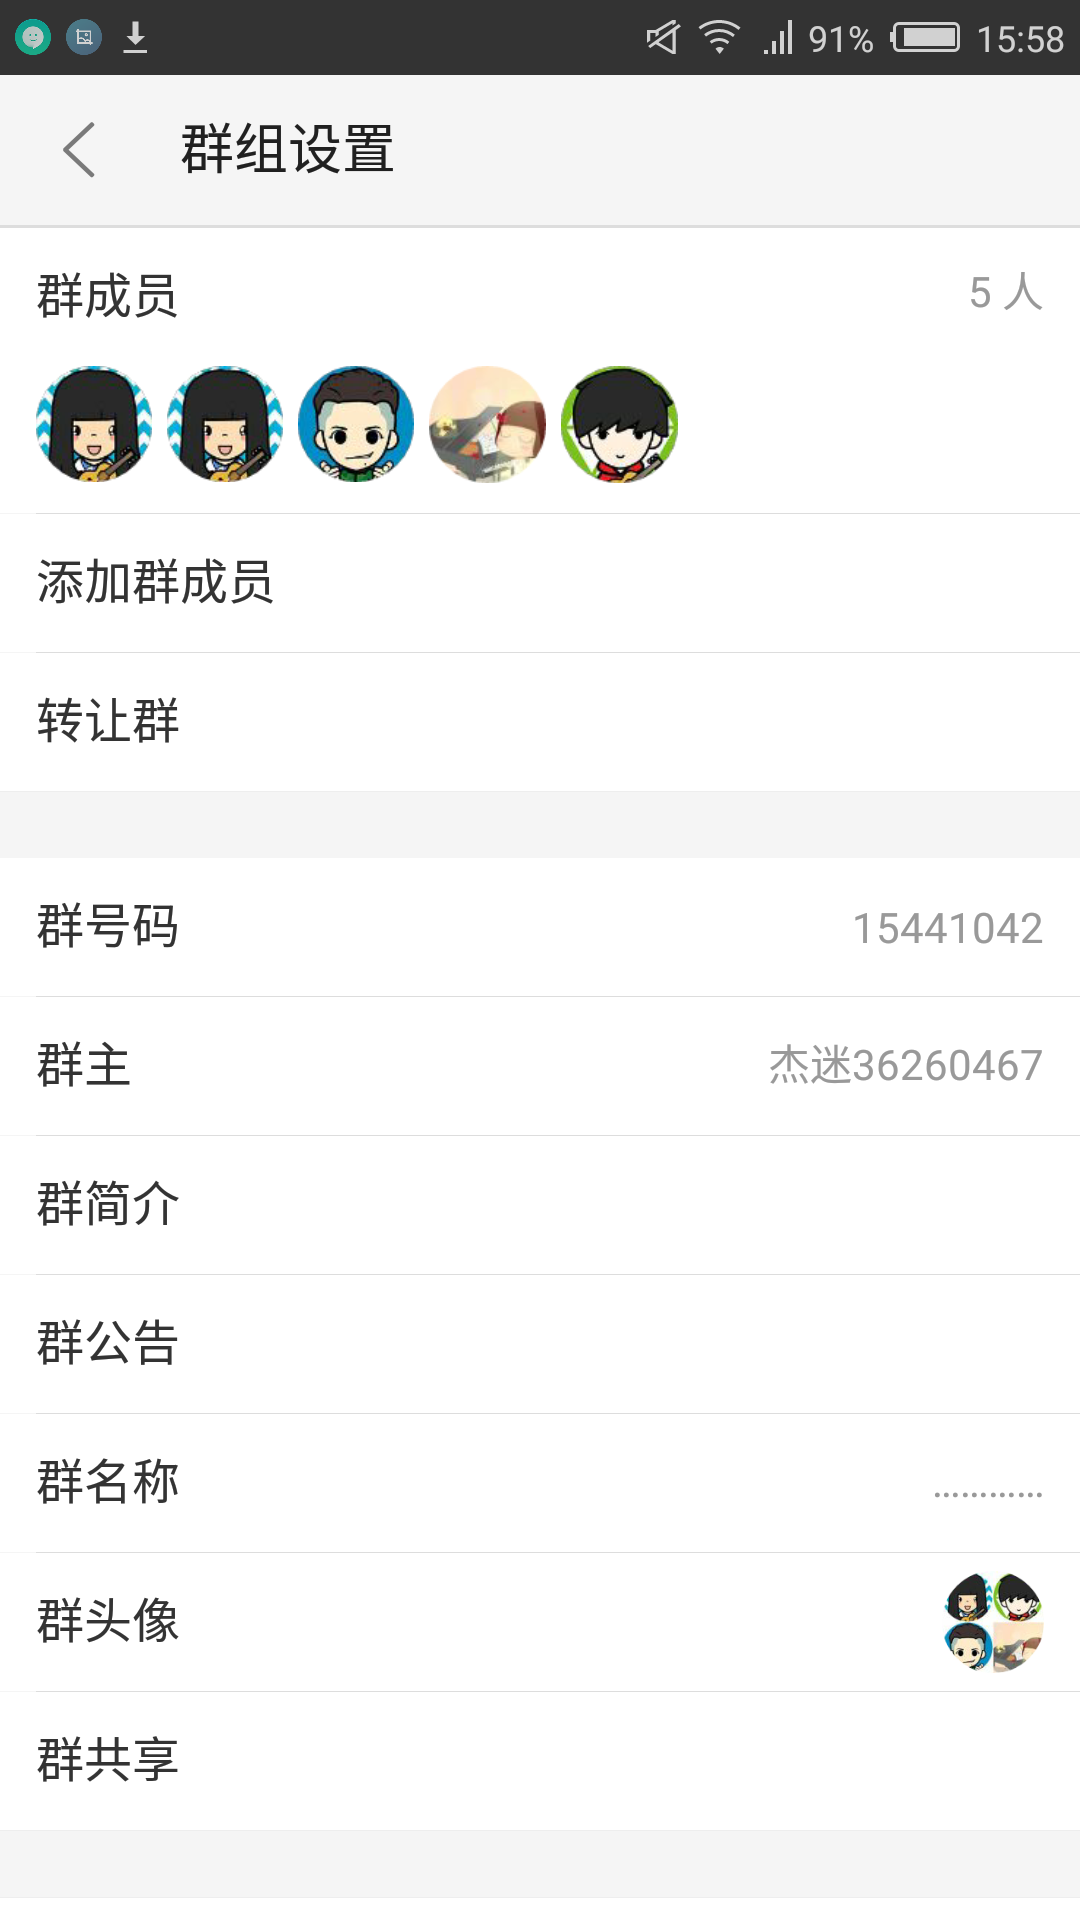 91% 15:58
群组设置
群成员 5 人
添加群成员
转让群
群号码 15441042
群主 杰迷36260467
群简介
群公告
群名称 …………
群头像
群共享